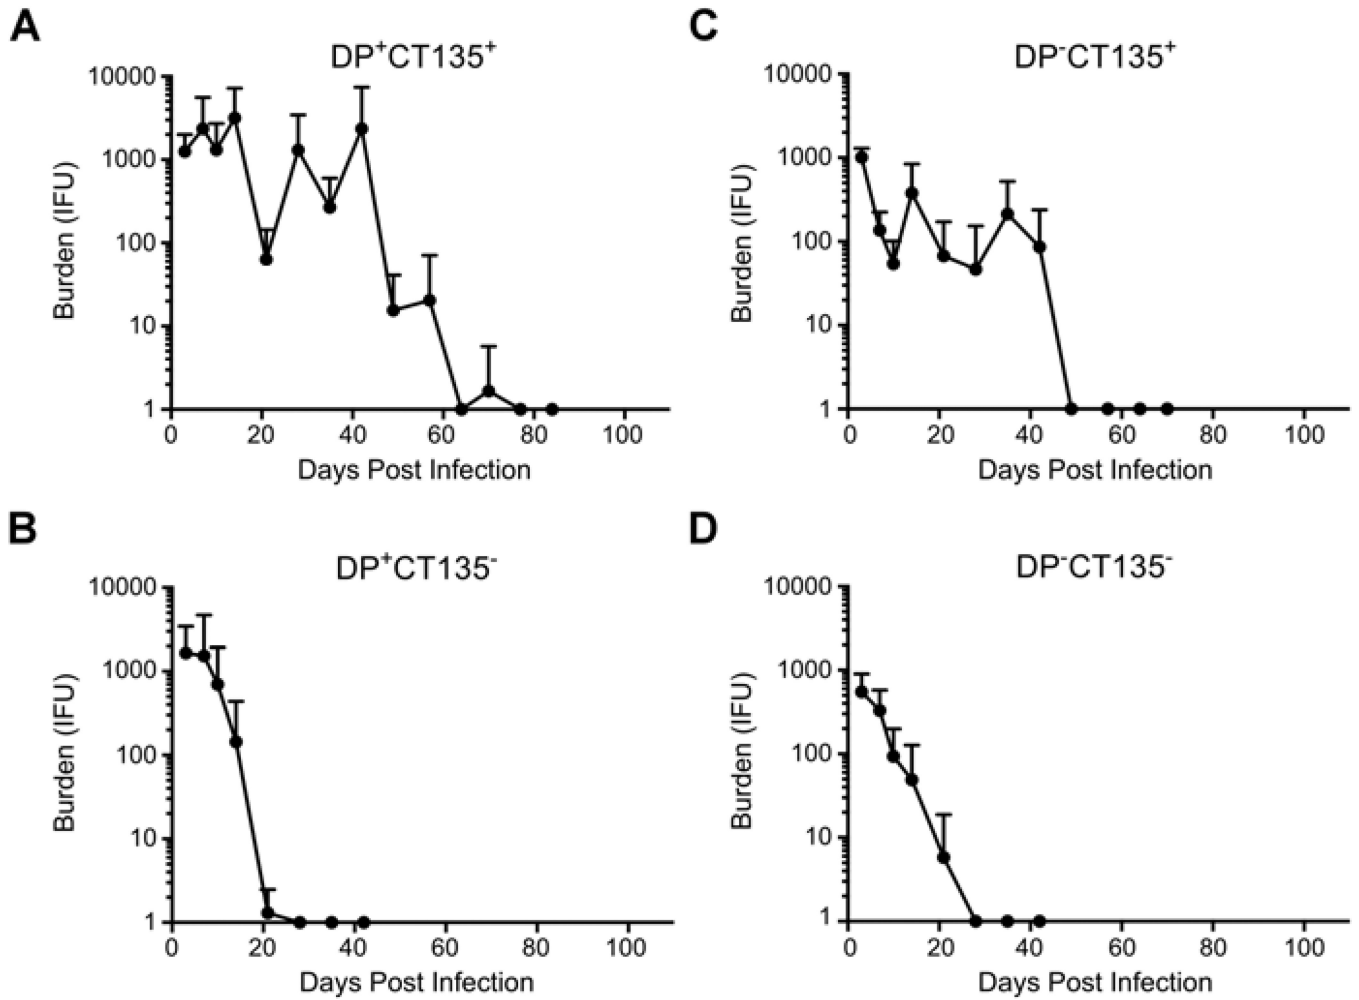 A
DP⁺CT135⁺
10000
1000
100
10
1
Burden (IFU)
0 20 40 60 80 100
Days Post Infection
C
DP⁻CT135⁺
10000
1000
100
10
1
Burden (IFU)
0 20 40 60 80 100
Days Post Infection
B
DP⁺CT135⁻
10000
1000
100
10
1
Burden (IFU)
0 20 40 60 80 100
Days Post Infection
D
DP⁻CT135⁻
10000
1000
100
10
1
Burden (IFU)
0 20 40 60 80 100
Days Post Infection